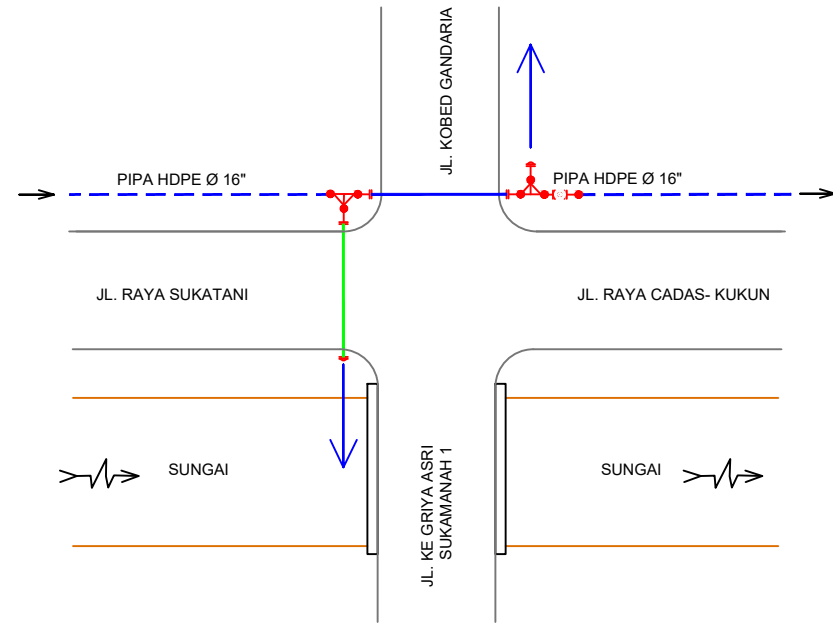 JL. KOBED GANDARIA
PIPA HDPE Ø 16"
PIPA HDPE Ø 16"
JL. RAYA SUKATANI
JL. RAYA CADAS- KUKUN
SUNGAI
SUNGAI
JL. KE GRIYA ASRI
SUKAMANAH 1